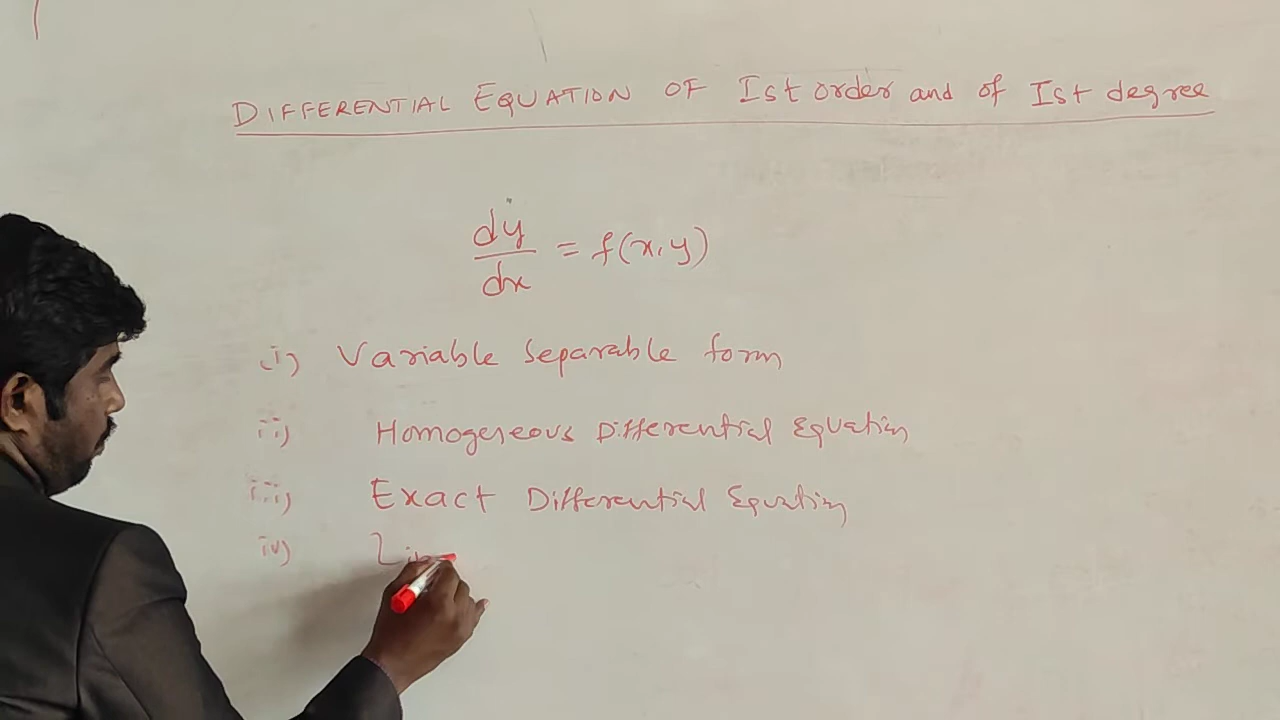 DIFFERENTIAL EQUATION OF Ist order and of Ist degree
dy/dx = f(x,y)
(i) Variable Separable form
ii) Homogeneous Differential Equation
iii) Exact Differential Equation
iv) Lin